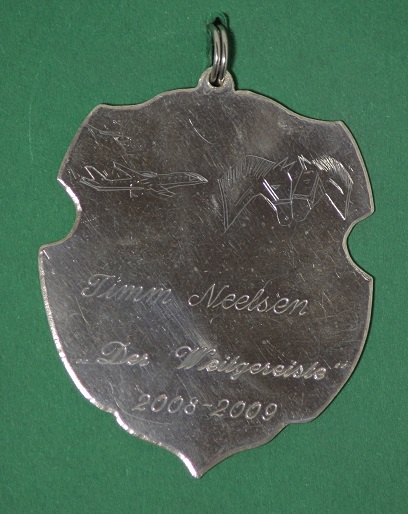 Timm Neelsen
„Der Weitgereiste“
2008-2009